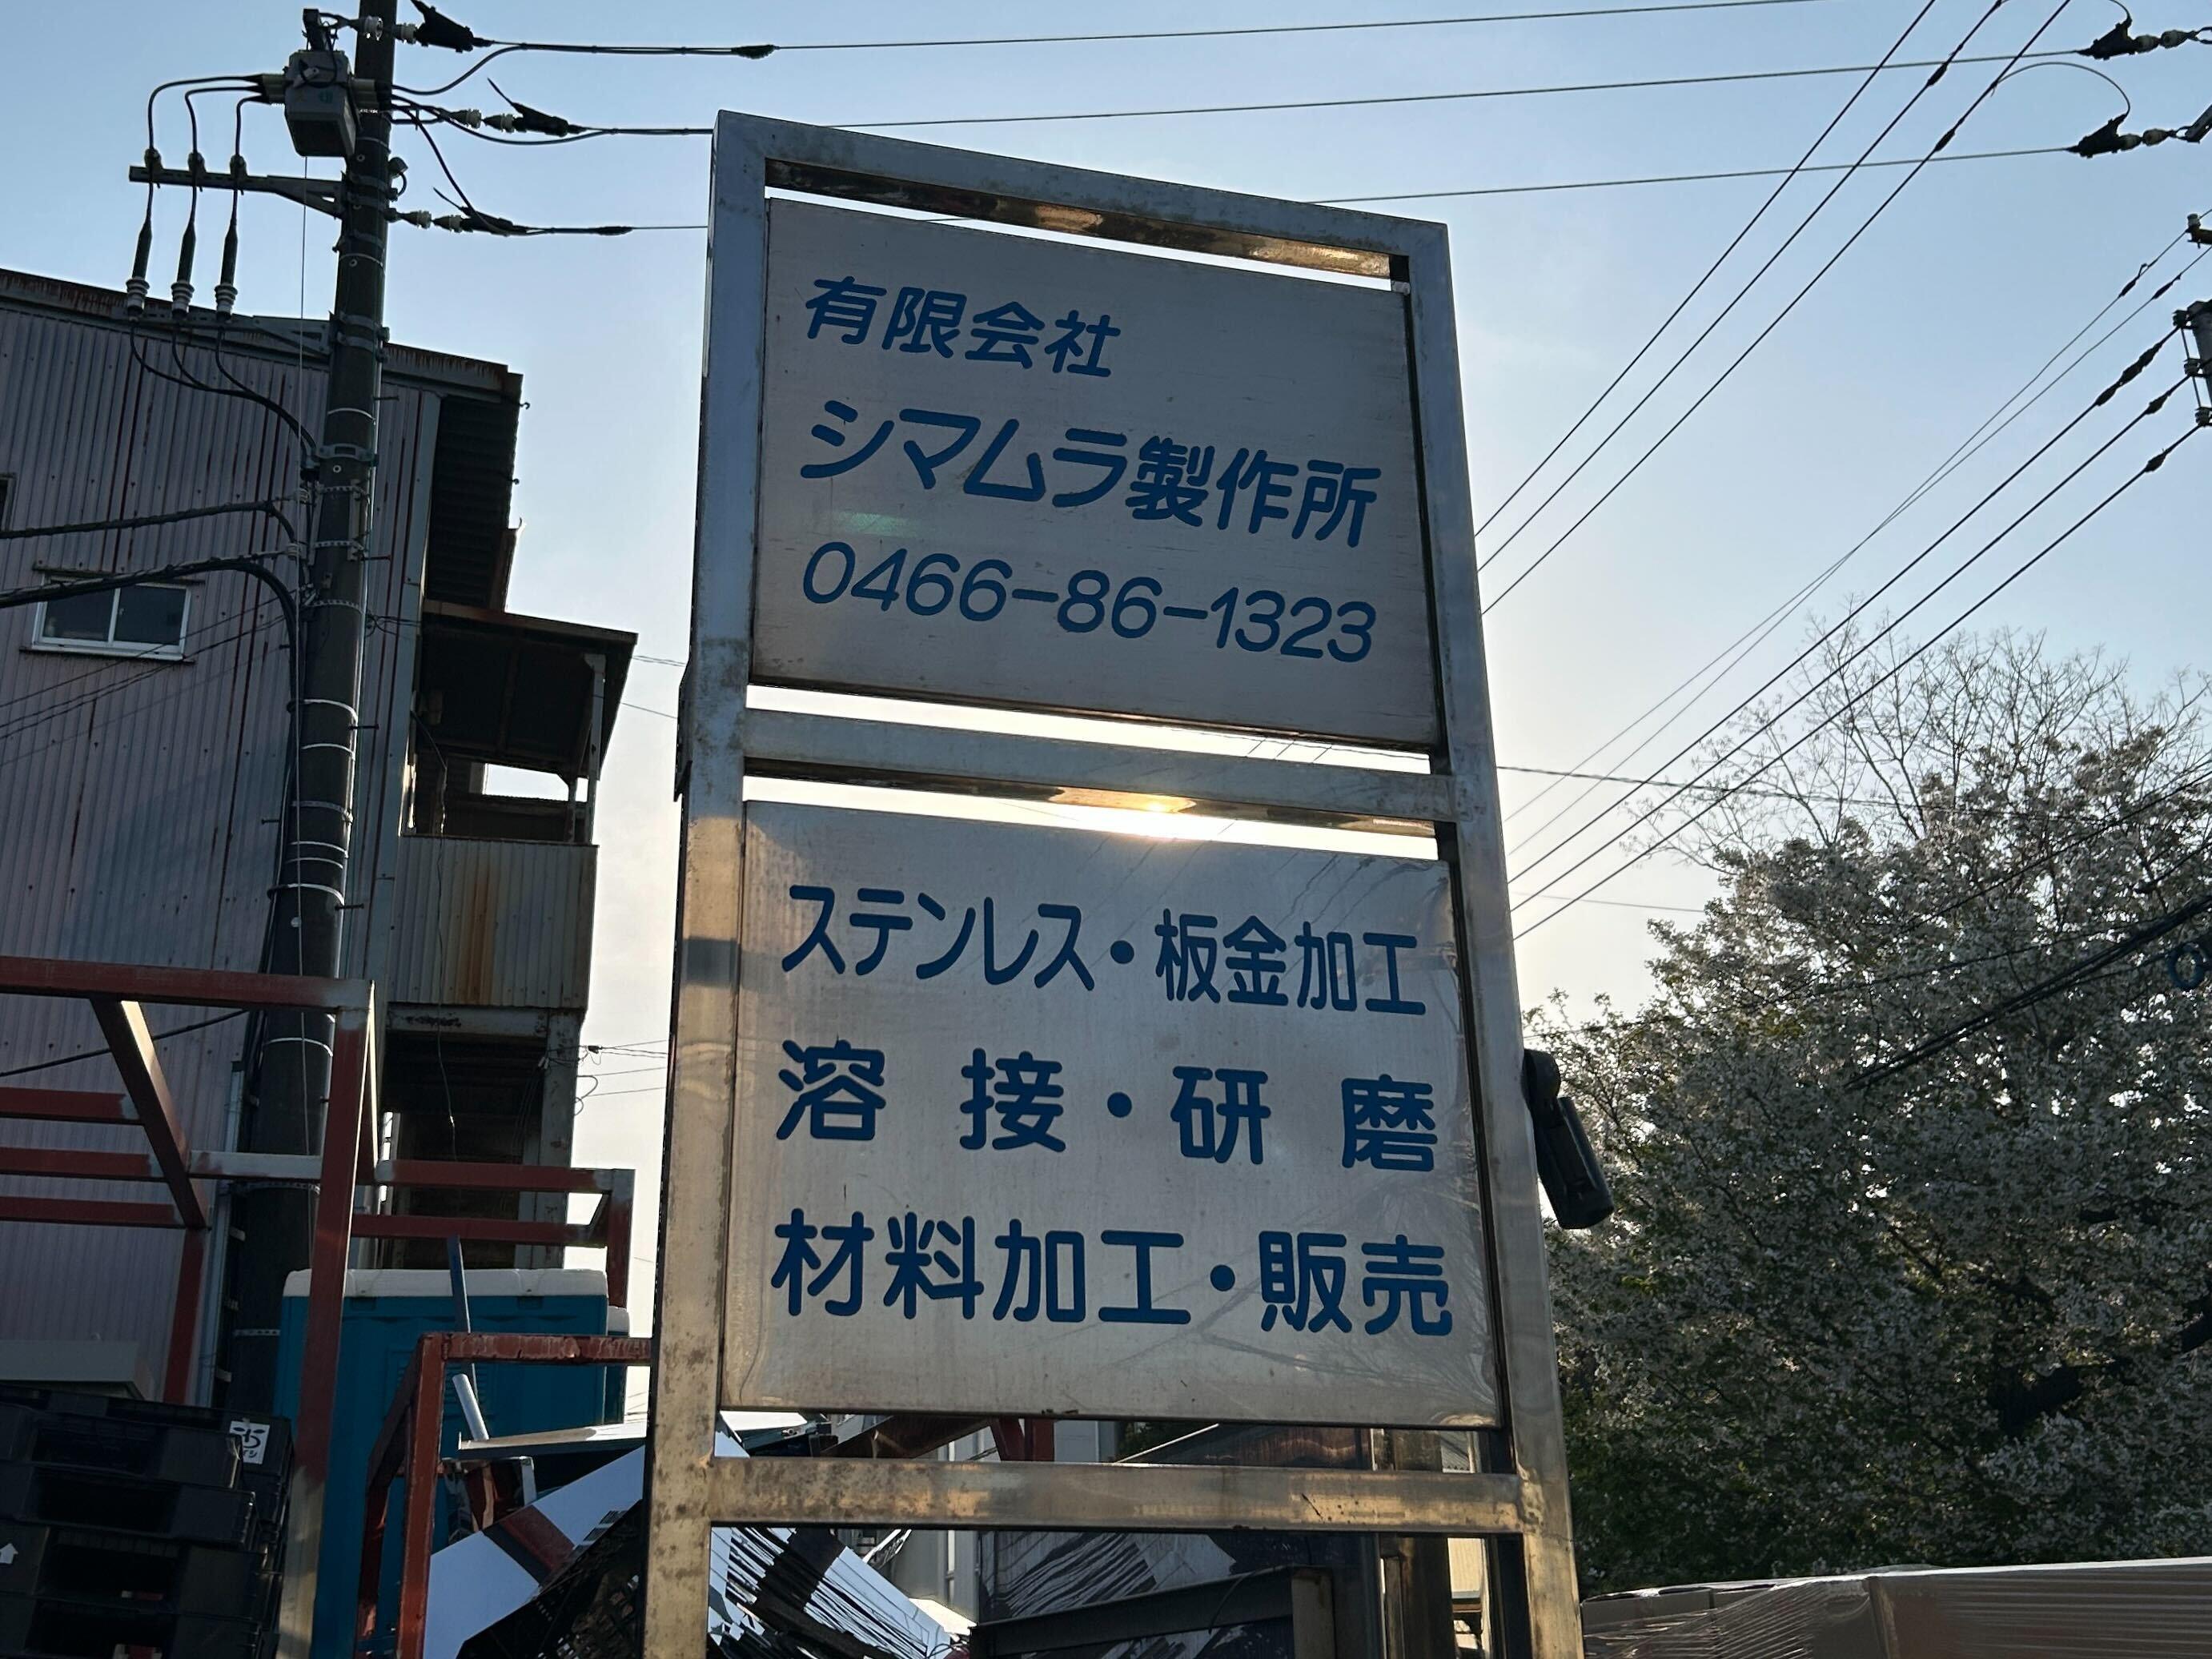 有限会社
シマムラ製作所
0466-86-1323
ステンレス・板金加工
溶接・研磨
材料加工・販売